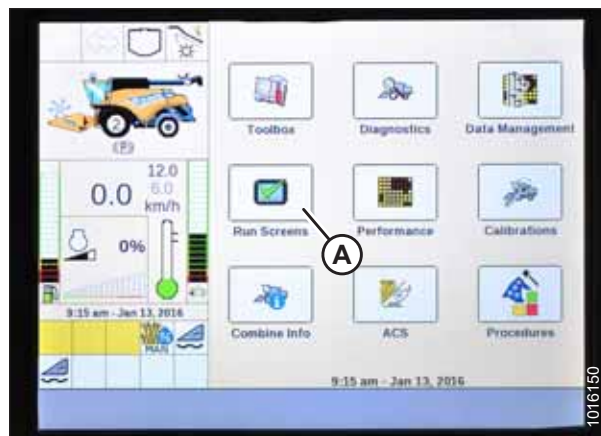 Toolbox
Diagnostics
Data Management
2
(P)
12.0
6.0
0.0
km/h
Run Screens
Performance
Calibrations
A
0%
9:15 am - Jan 13, 2016
MAN
Combine Info
ACS
Procedures
9:15 am - Jan 13, 2016
1016150